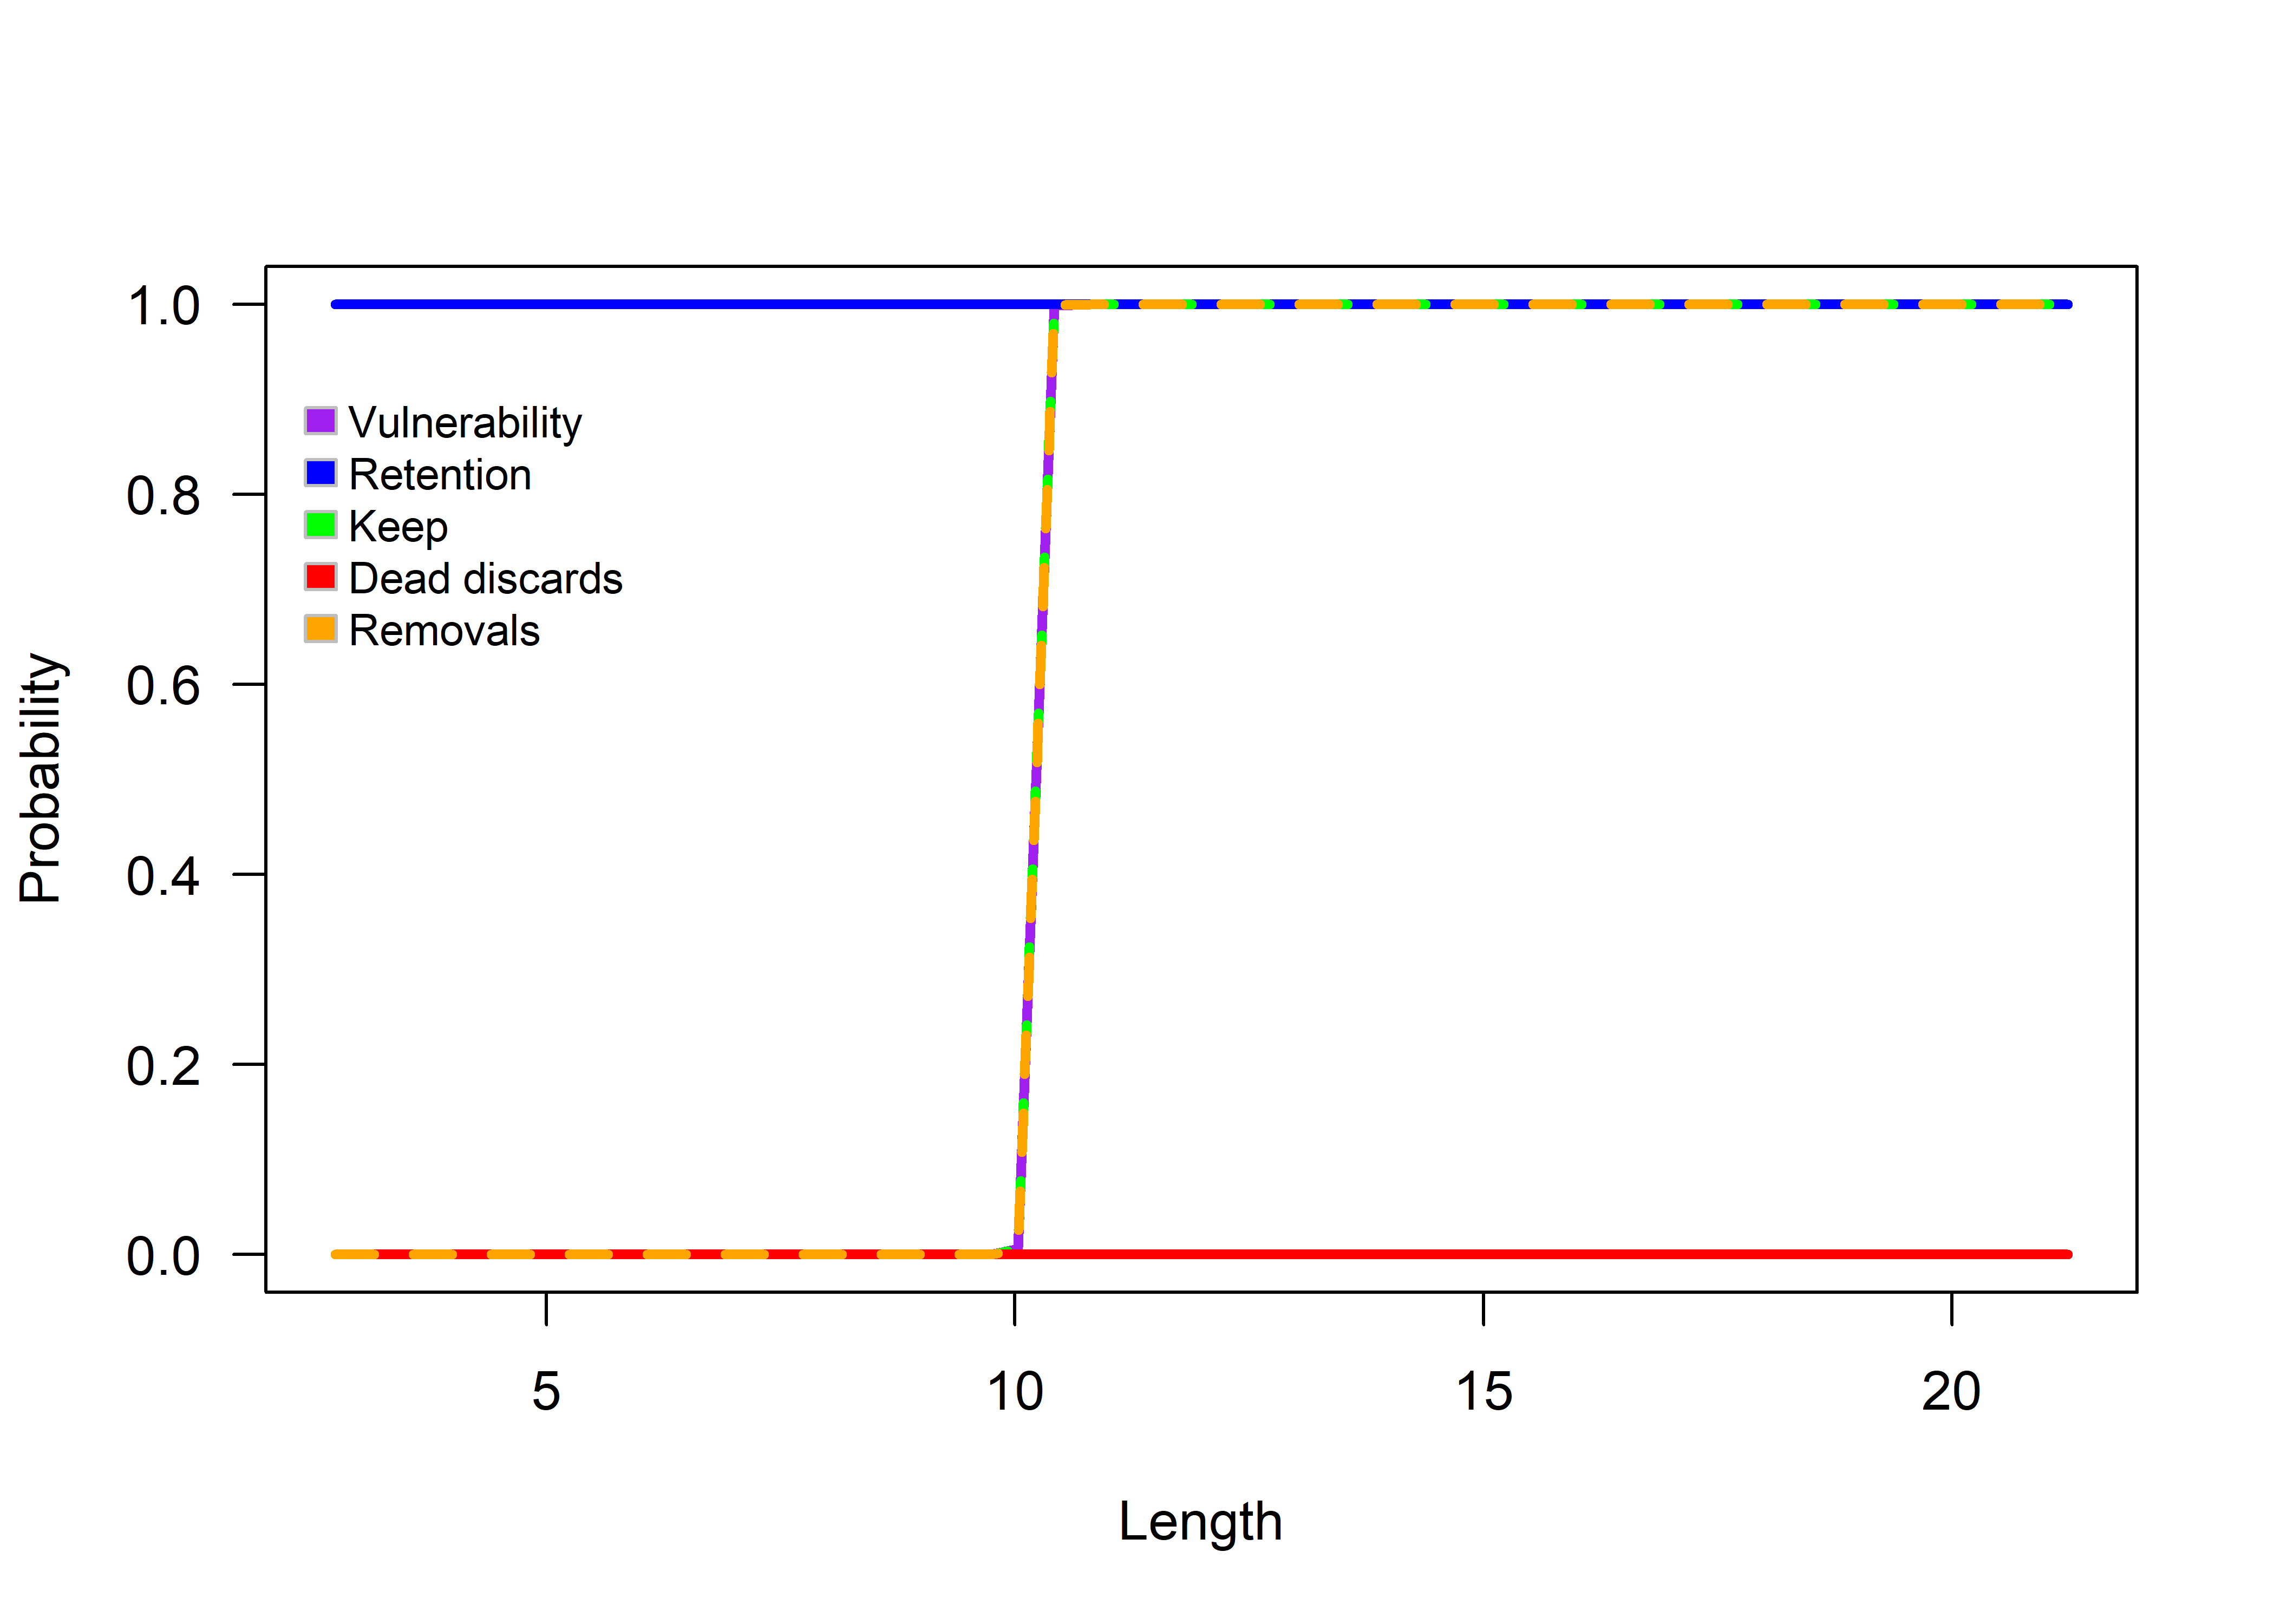 1.0
0.8
0.6
0.4
0.2
0.0
Probability
Vulnerability
Retention
Keep
Dead discards
Removals
5 10 15 20
Length